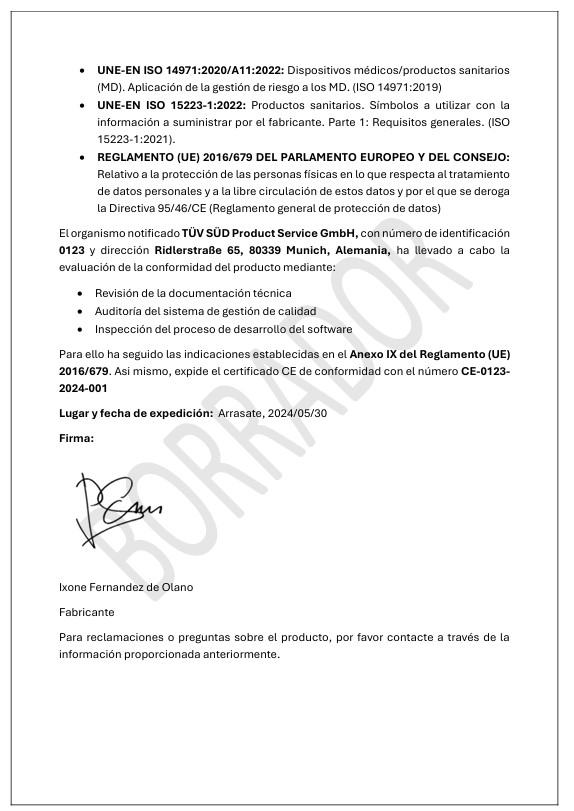 • UNE-EN ISO 14971:2020/A11:2022: Dispositivos médicos/productos sanitarios
(MD). Aplicación de la gestión de riesgo a los MD. (ISO 14971:2019)
• UNE-EN ISO 15223-1:2022: Productos sanitarios. Símbolos a utilizar con la
información a suministrar por el fabricante. Parte 1: Requisitos generales. (ISO
15223-1:2021).
• REGLAMENTO (UE) 2016/679 DEL PARLAMENTO EUROPEO Y DEL CONSEJO:
Relativo a la protección de las personas físicas en lo que respecta al tratamiento
de datos personales y a la libre circulación de estos datos y por el que se deroga
la Directiva 95/46/CE (Reglamento general de protección de datos)
El organismo notificado TÜV SÜD Product Service GmbH, con número de identificación
0123 y dirección Ridlerstraße 65, 80339 Munich, Alemania, ha llevado a cabo la
evaluación de la conformidad del producto mediante:
• Revisión de la documentación técnica
• Auditoría del sistema de gestión de calidad
• Inspección del proceso de desarrollo del software
Para ello ha seguido las indicaciones establecidas en el Anexo IX del Reglamento (UE)
2016/679. Asi mismo, expide el certificado CE de conformidad con el número CE-0123-
2024-001
Lugar y fecha de expedición: Arrasate, 2024/05/30
Firma:
Ixone Fernandez de Olano
Fabricante
Para reclamaciones o preguntas sobre el producto, por favor contacte a través de la
información proporcionada anteriormente.
BORRADOR